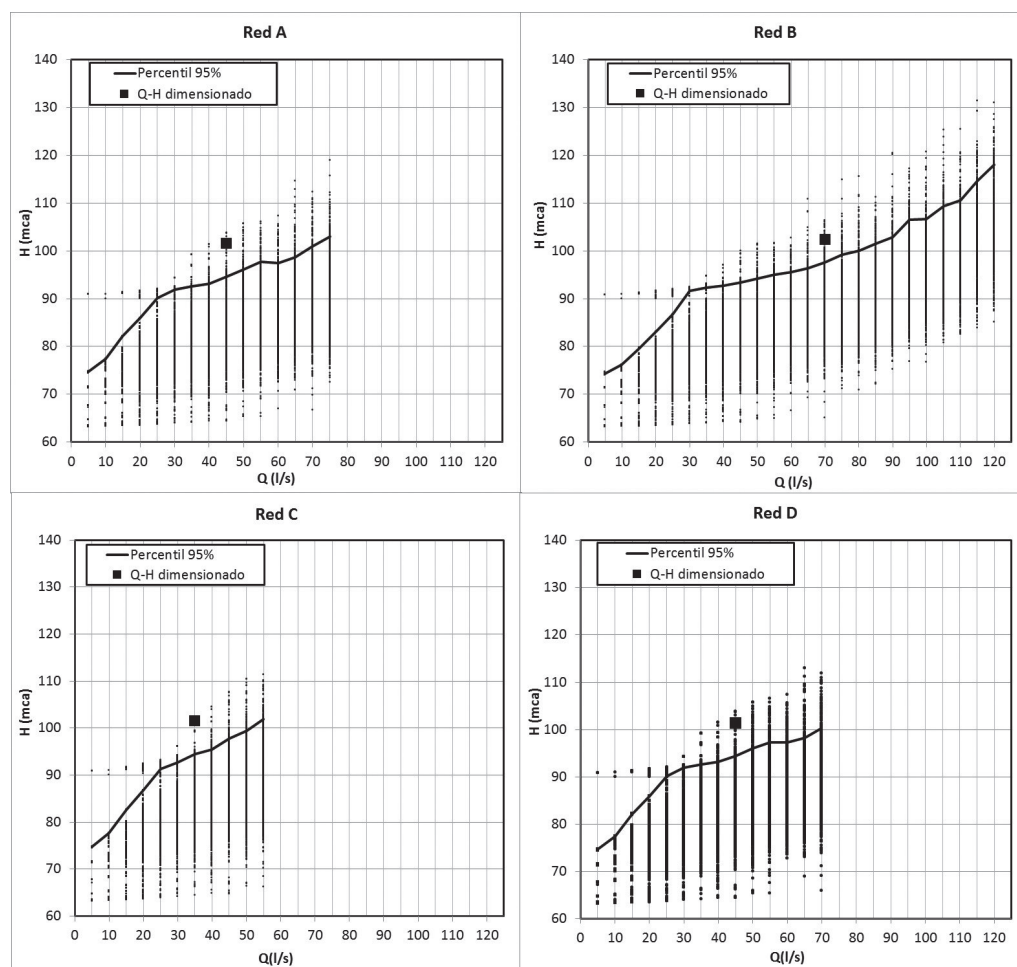 Red A
140
130
120
110
100
90
80
70
60
H (mca)
Percentil 95%
Q-H dimensionado
0 10 20 30 40 50 60 70 80 90 100 110 120
Q (l/s)
Red B
140
130
120
110
100
90
80
70
60
H (mca)
Percentil 95%
Q-H dimensionado
0 10 20 30 40 50 60 70 80 90 100 110 120
Q (l/s)
Red C
140
130
120
110
100
90
80
70
60
H (mca)
Percentil 95%
Q-H dimensionado
0 10 20 30 40 50 60 70 80 90 100 110 120
Q(l/s)
Red D
140
130
120
110
100
90
80
70
60
H (mca)
Percentil 95%
Q-H dimensionado
0 10 20 30 40 50 60 70 80 90 100 110 120
Q(l/s)